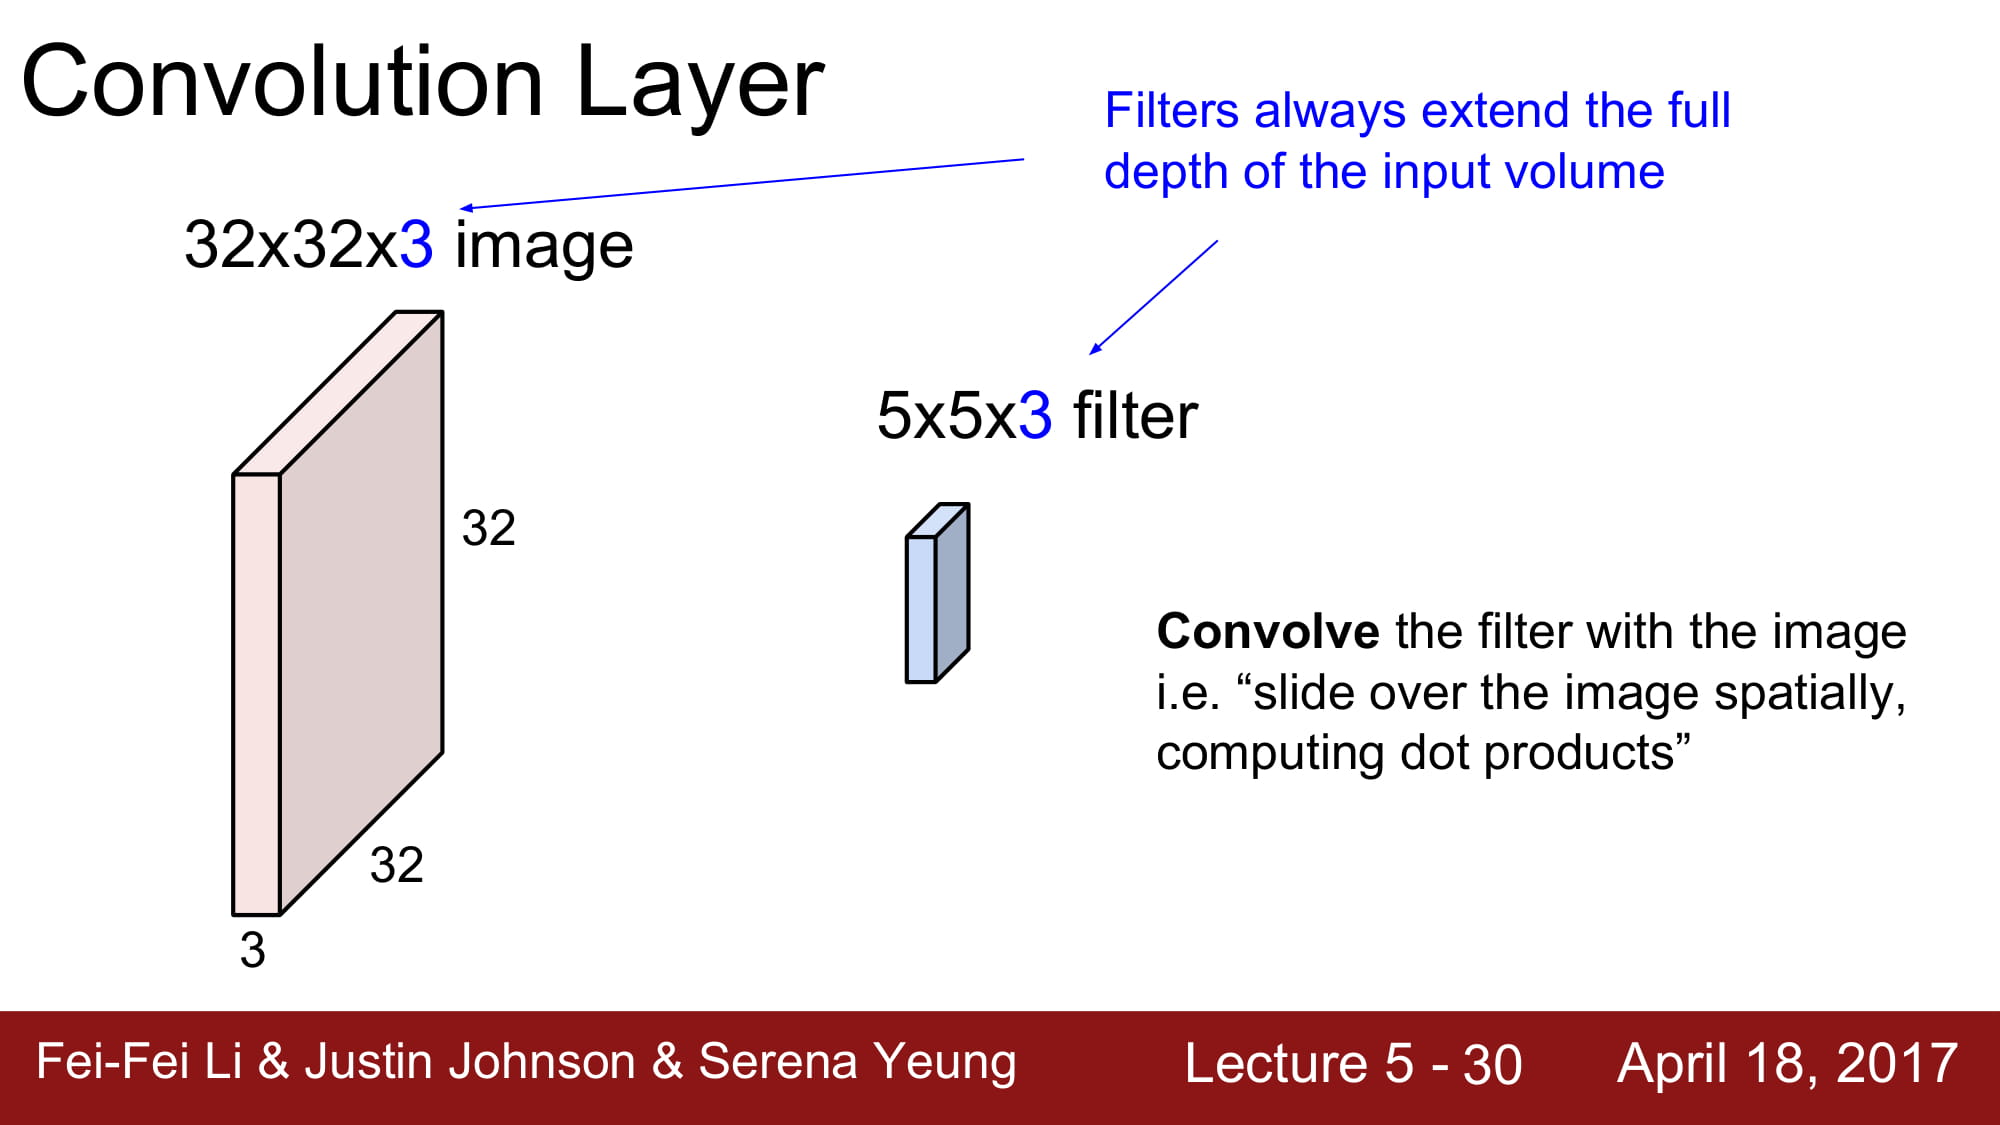 Convolution Layer
Filters always extend the full
depth of the input volume
32x32x3 image
5x5x3 filter
32
Convolve the filter with the image
i.e. “slide over the image spatially,
computing dot products”
32
3
Fei-Fei Li & Justin Johnson & Serena Yeung
Lecture 5 - 30
April 18, 2017